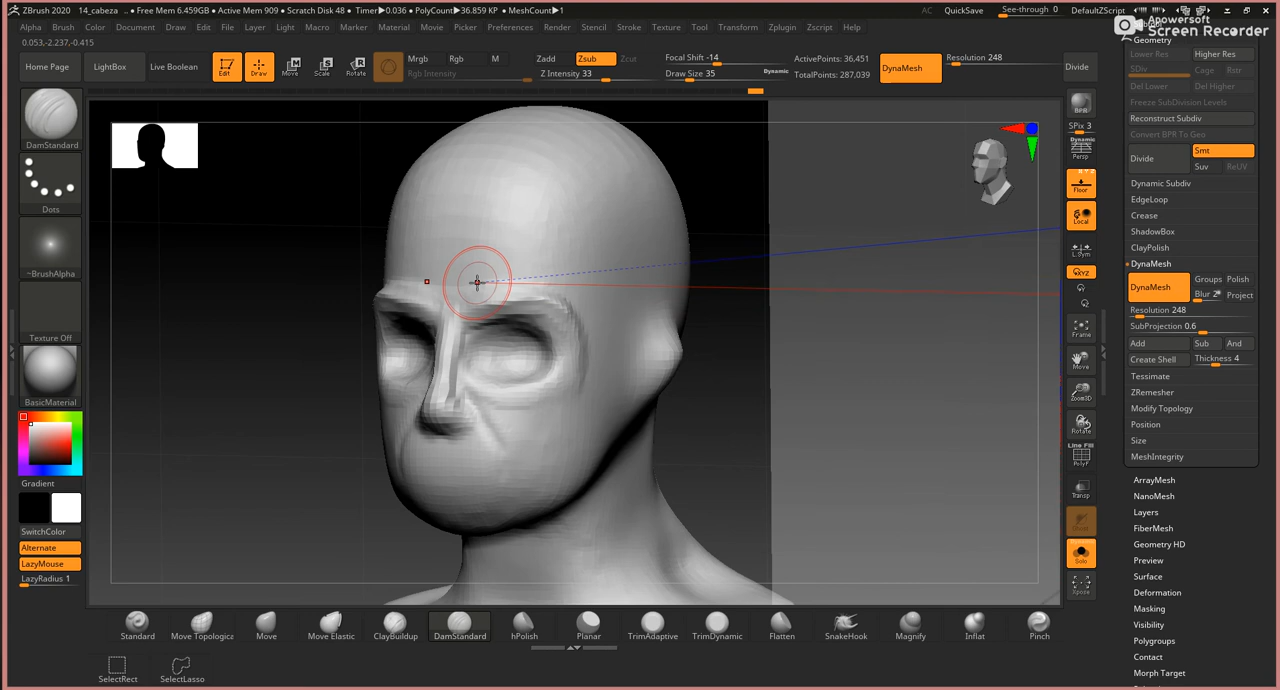 ZBrush 2020 14_cabeza .. • Free Mem 6.459GB • Active Mem 909 • Scratch Disk 48 • Timer▶0.036 • PolyCount▶36.859 KP • MeshCount▶1
AC QuickSave See-through 0 DefaultZScript
Apowersoft
Screen Recorder
Alpha Brush Color Document Draw Edit File Layer Light Macro Marker Material Movie Picker Preferences Render Stencil Stroke Texture Tool Transform Zplugin Zscript Help
0.053,-2.237,-0.415
Home Page LightBox Live Boolean
Edit Draw Move Scale Rotate
Mrgb Rgb M
Rgb Intensity
Zadd Zsub Zcut
Z Intensity 33
Focal Shift -14
Draw Size 35
Dynamic
ActivePoints: 36,451
TotalPoints: 287,039
DynaMesh
Resolution 248
Divide
DamStandard
Dots
~BrushAlpha
Texture Off
BasicMaterial
Gradient
SwitchColor
Alternate
LazyMouse
LazyRadius 1
BPR
SPix 3
Dynamic
Persp
Floor
Local
L.Sym
XYZ
Frame
Move
Zoom3D
Rotate
Line Fill
PolyF
Transp
Ghost
Dynamic
Solo
Xpose
Geometry
Lower Res Higher Res
SDiv Cage Rstr
Del Lower Del Higher
Freeze SubDivision Levels
Reconstruct Subdiv
Convert BPR To Geo
Divide Smt
Suv ReUV
Dynamic Subdiv
EdgeLoop
Crease
ShadowBox
ClayPolish
DynaMesh
DynaMesh Groups Polish
Blur 2 Project
Resolution 248
SubProjection 0.6
Add Sub And
Create Shell Thickness 4
Tessimate
ZRemesher
Modify Topology
Position
Size
MeshIntegrity
ArrayMesh
NanoMesh
Layers
FiberMesh
Geometry HD
Preview
Surface
Deformation
Masking
Visibility
Polygroups
Contact
Morph Target
Standard Move Topologica Move Move Elastic ClayBuildup DamStandard hPolish Planar TrimAdaptive TrimDynamic Flatten SnakeHook Magnify Inflat Pinch
SelectRect SelectLasso